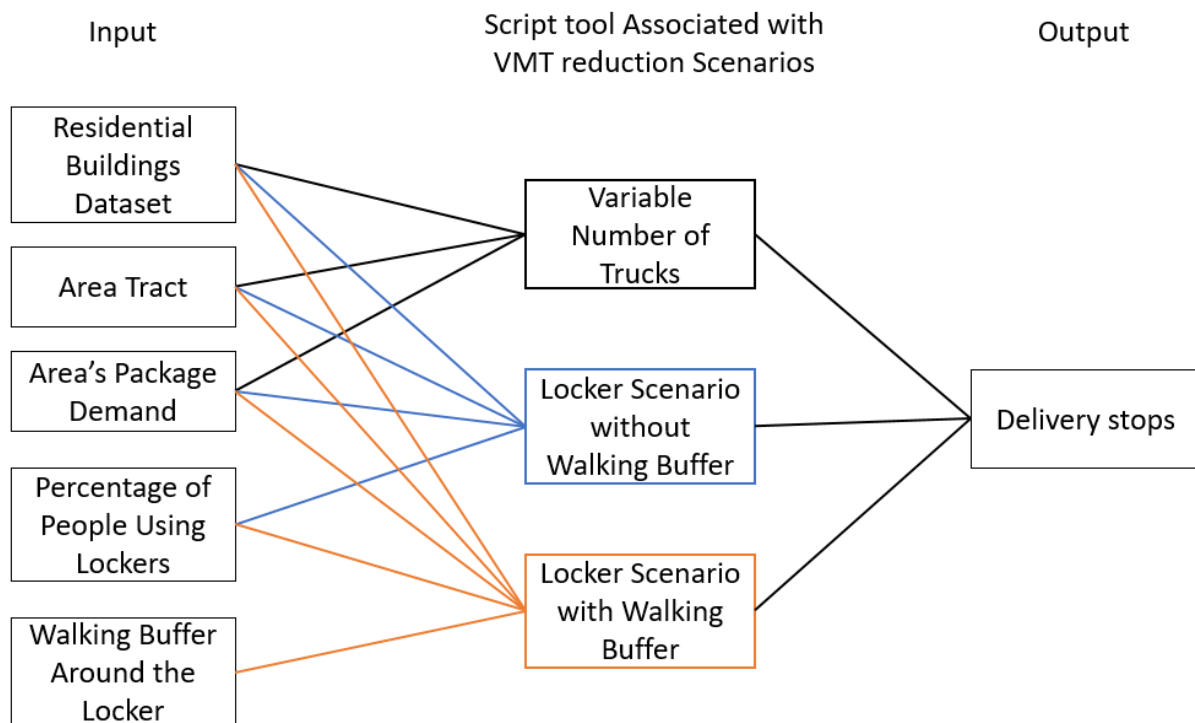 Input
Script tool Associated with
VMT reduction Scenarios
Output
Residential
Buildings
Dataset
Area Tract
Area’s Package
Demand
Percentage of
People Using
Lockers
Walking Buffer
Around the
Locker
Variable
Number of
Trucks
Locker Scenario
without
Walking Buffer
Locker Scenario
with Walking
Buffer
Delivery stops